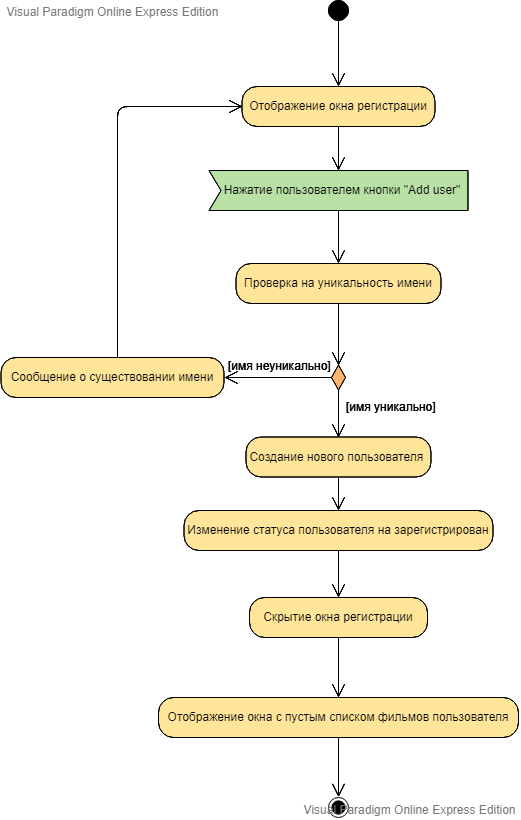 Visual Paradigm Online Express Edition
Отображение окна регистрации
Нажатие пользователем кнопки "Add user"
Проверка на уникальность имени
[имя неуникально]
Сообщение о существовании имени
[имя уникально]
Создание нового пользователя
Изменение статуса пользователя на зарегистрирован
Скрытие окна регистрации
Отображение окна с пустым списком фильмов пользователя
Visual Paradigm Online Express Edition